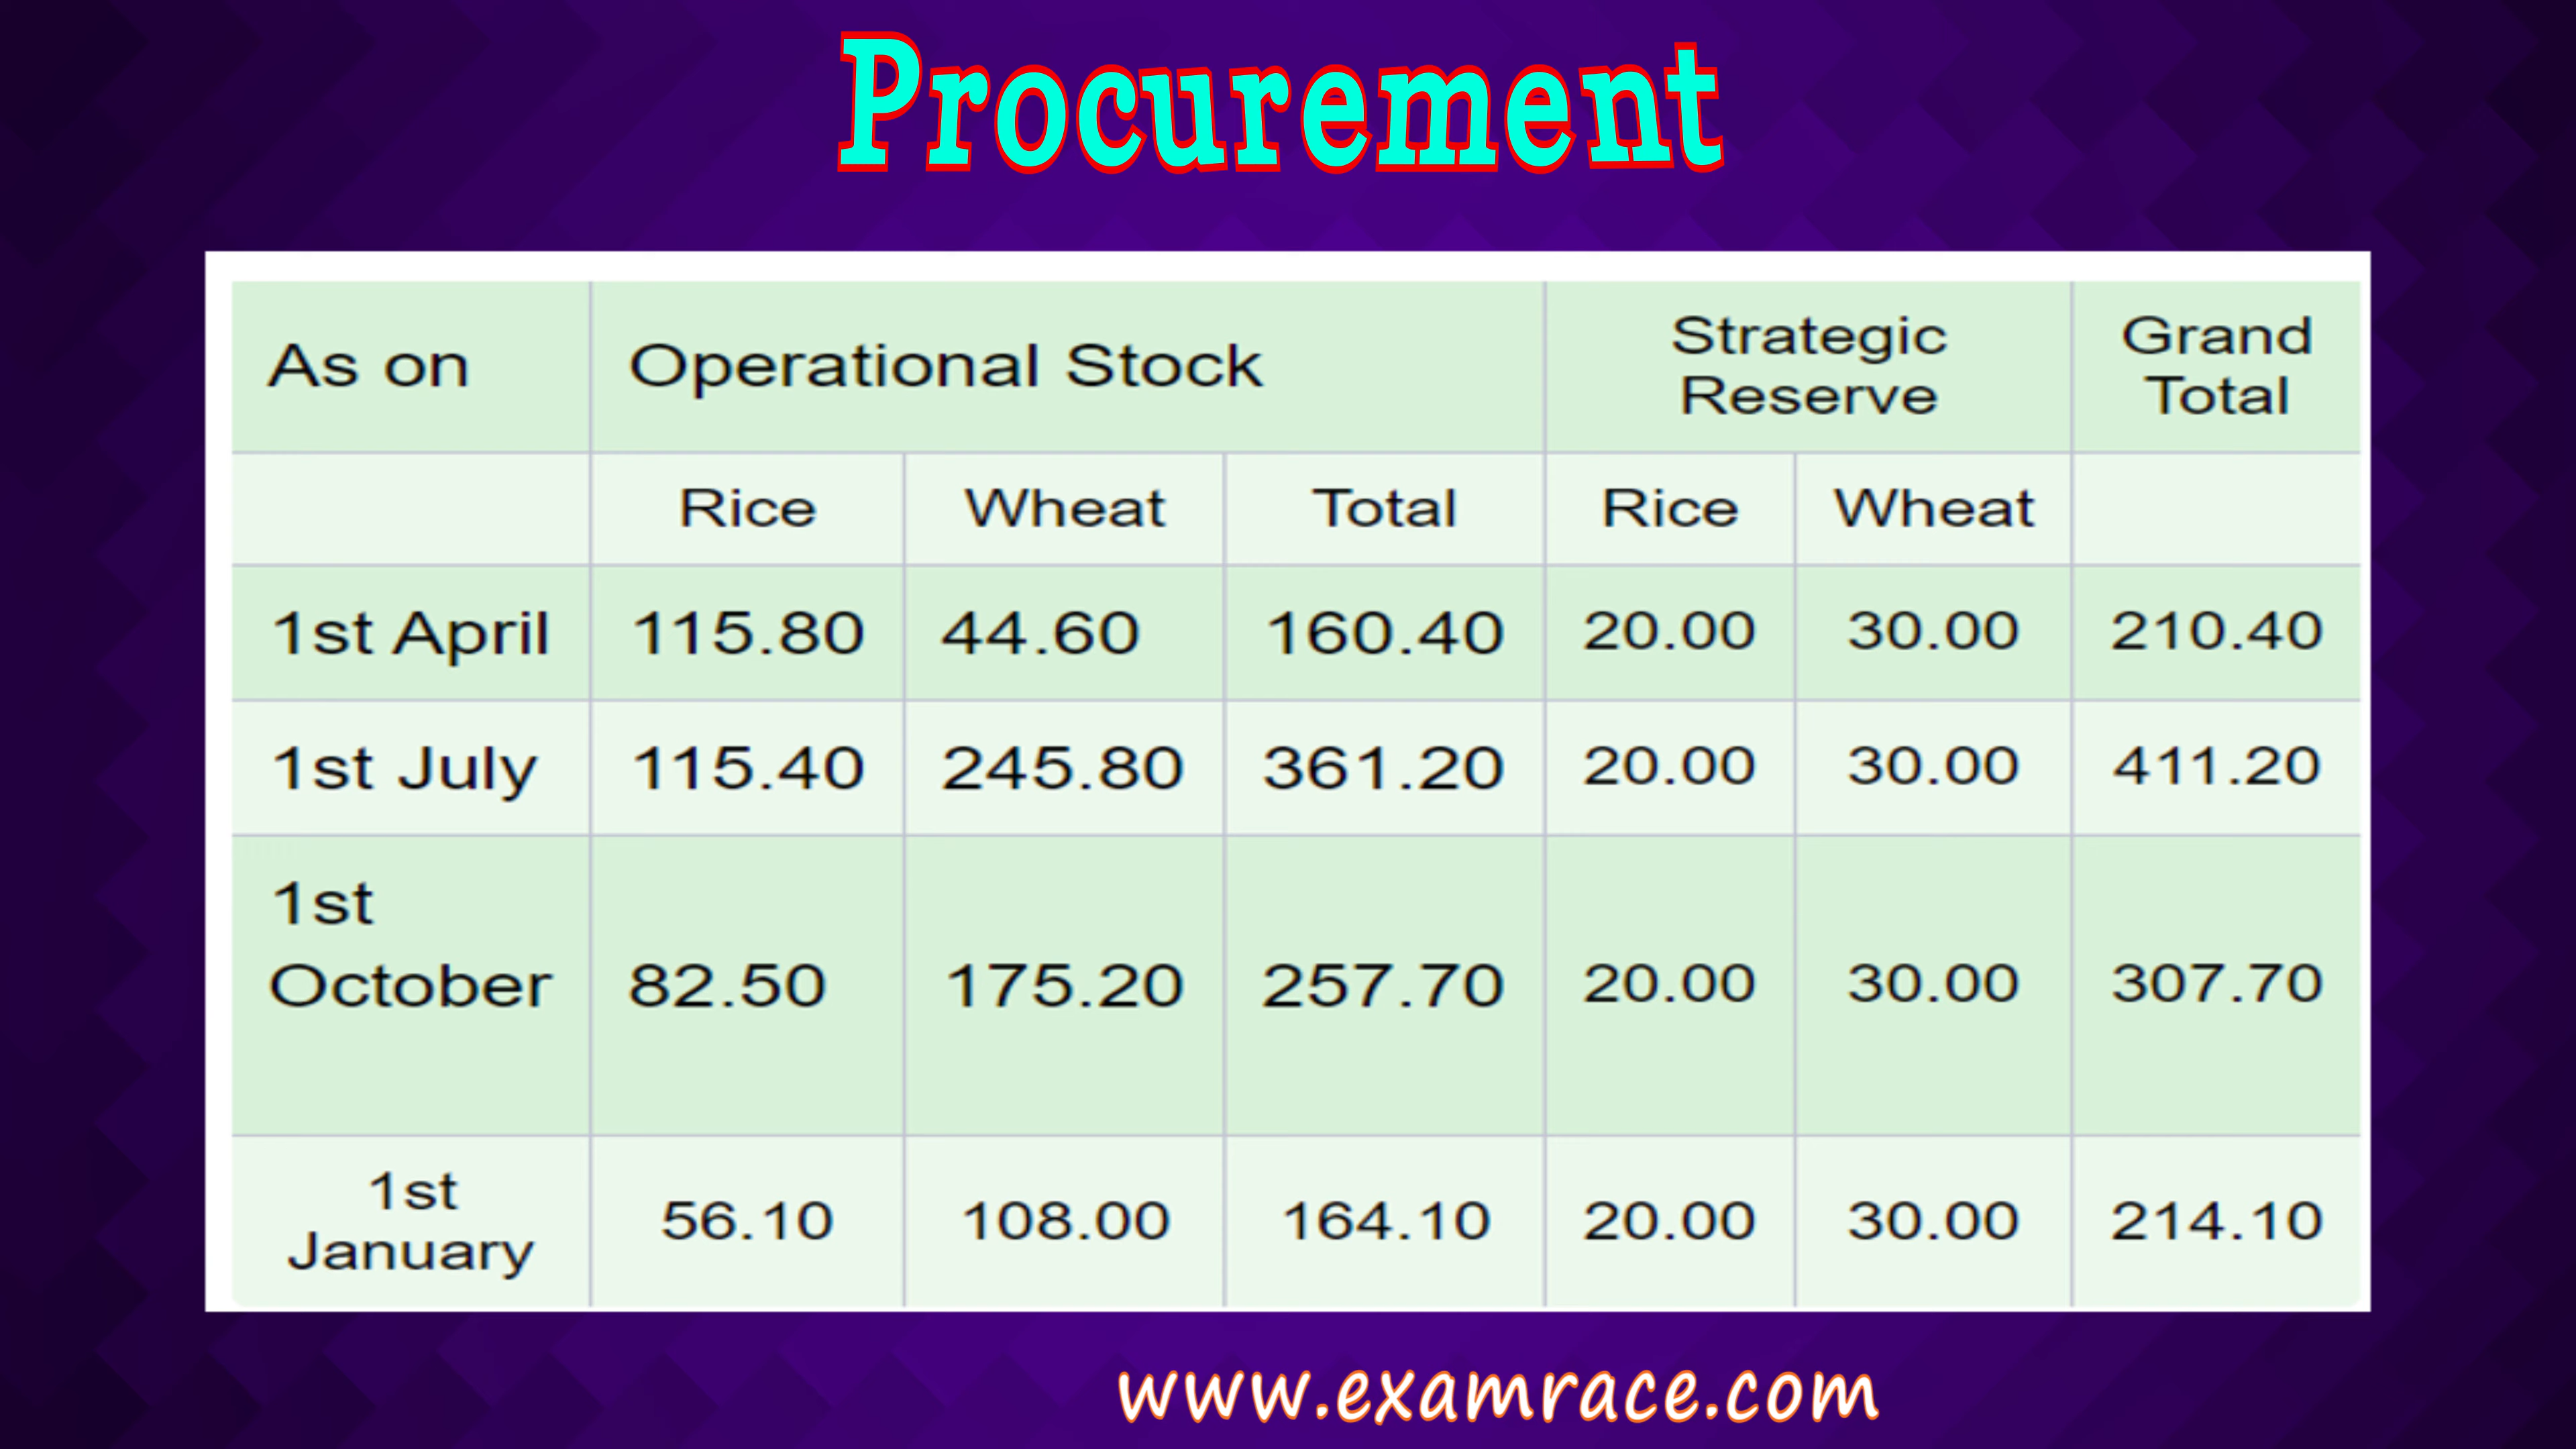 Procurement
As on Operational Stock Strategic Reserve Grand Total
Rice Wheat Total Rice Wheat
1st April 115.80 44.60 160.40 20.00 30.00 210.40
1st July 115.40 245.80 361.20 20.00 30.00 411.20
1st October 82.50 175.20 257.70 20.00 30.00 307.70
1st January 56.10 108.00 164.10 20.00 30.00 214.10
www.examrace.com